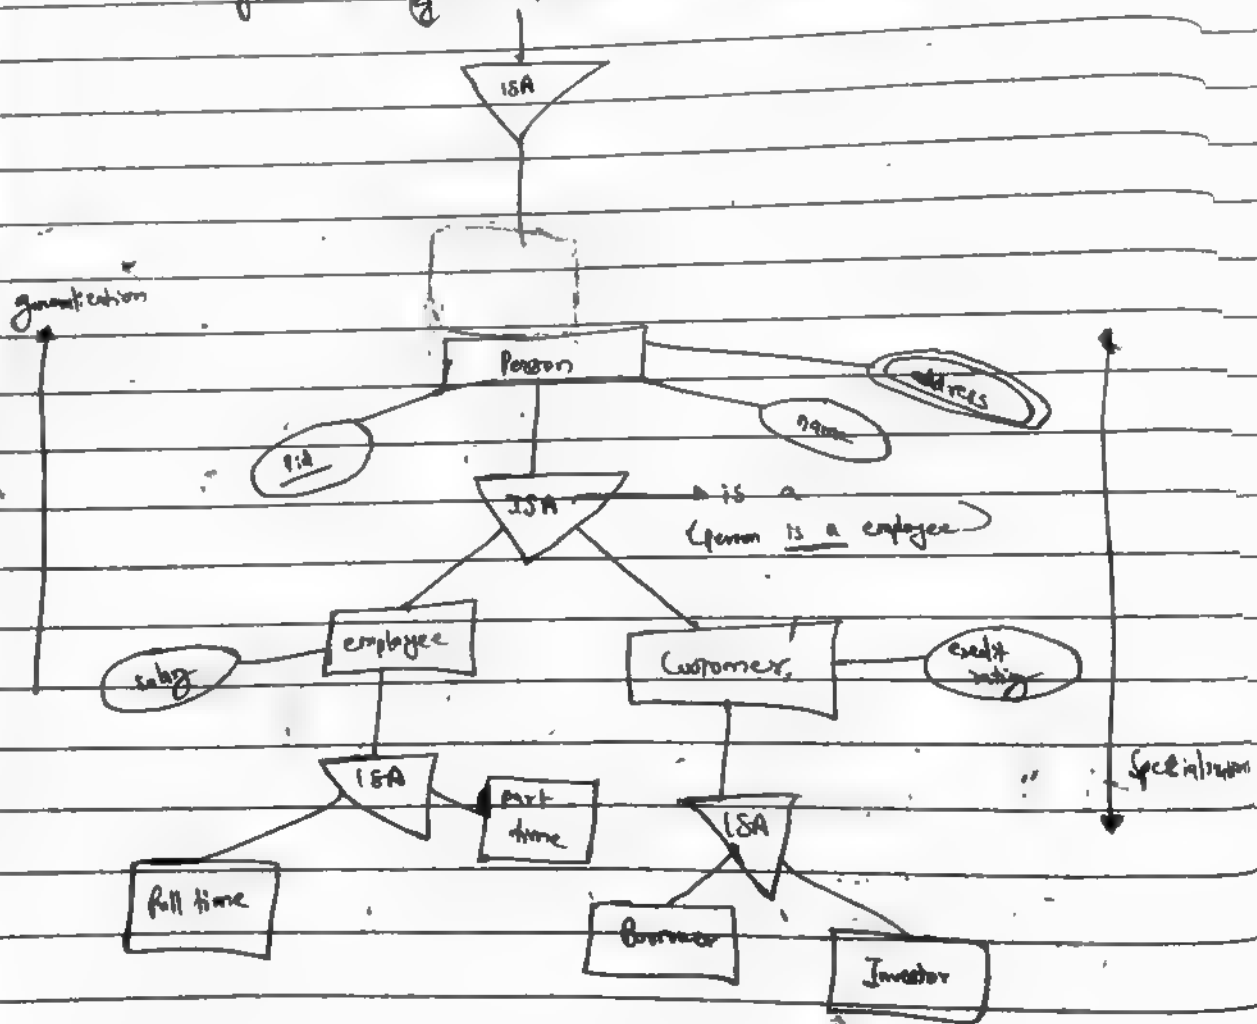 ISA
generalization
Person
address
name
Pid
ISA
is a
(person is a employee)
employee
salary
Customer
credit
rating
ISA
part
time
ISA
Specialization
full time
Borrower
Investor